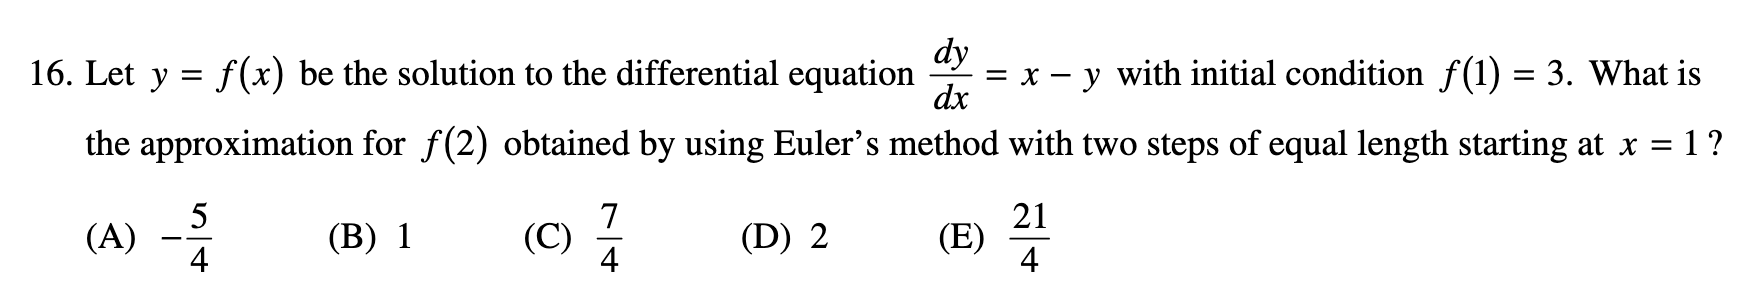 16. Let y = f(x) be the solution to the differential equation dy/dx = x − y with initial condition f(1) = 3. What is
the approximation for f(2) obtained by using Euler's method with two steps of equal length starting at x = 1 ?
(A) −5/4 (B) 1 (C) 7/4 (D) 2 (E) 21/4